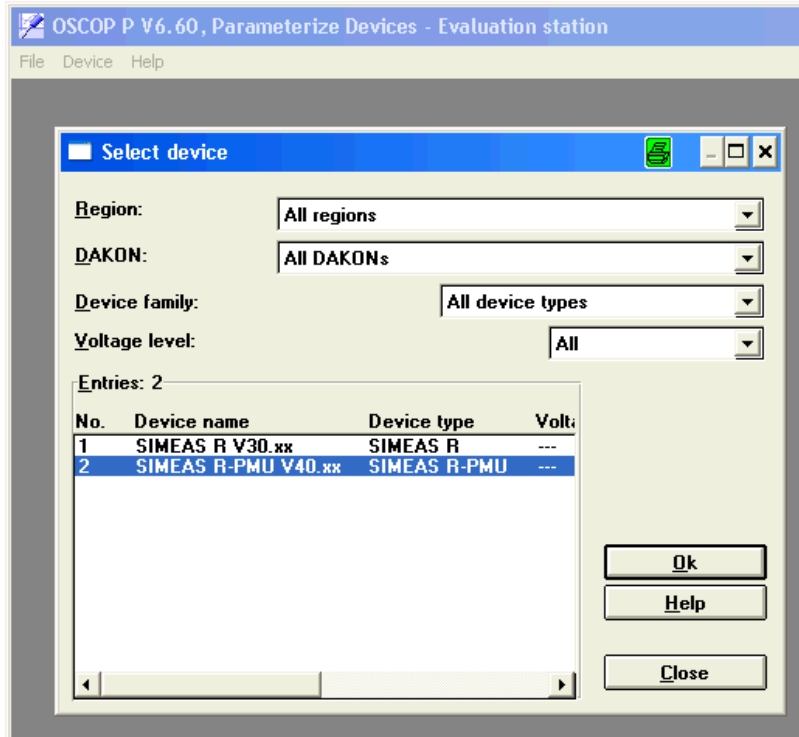 OSCOP P V6.60, Parameterize Devices - Evaluation station
File Device Help
Select device
Region: All regions
DAKON: All DAKONs
Device family: All device types
Voltage level: All
Entries: 2
No. Device name Device type Volta
1 SIMEAS R V30.xx SIMEAS R ---
2 SIMEAS R-PMU V40.xx SIMEAS R-PMU ---
Ok
Help
Close